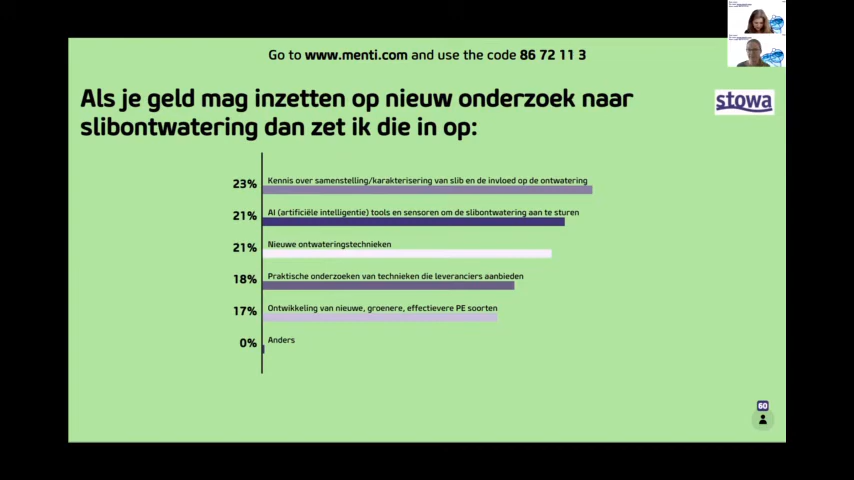 Go to www.menti.com and use the code 86 72 11 3
Als je geld mag inzetten op nieuw onderzoek naar
slibontwatering dan zet ik die in op:
stowa
23% Kennis over samenstelling/karakterisering van slib en de invloed op de ontwatering
21% AI (artificiële intelligentie) tools en sensoren om de slibontwatering aan te sturen
21% Nieuwe ontwateringstechnieken
18% Praktische onderzoeken van technieken die leveranciers aanbieden
17% Ontwikkeling van nieuwe, groenere, effectievere PE soorten
0% Anders
60